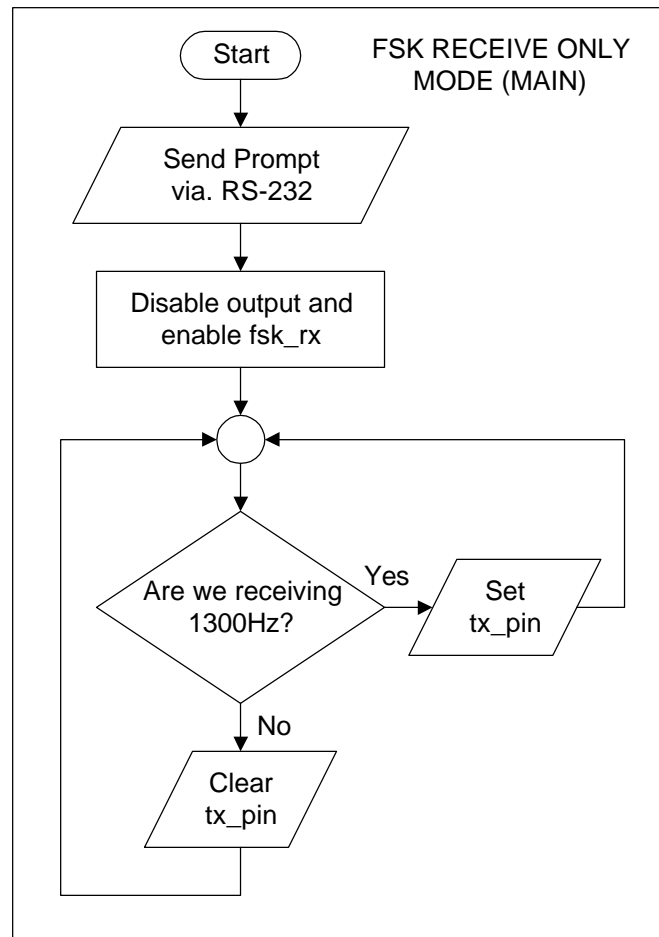 Start
FSK RECEIVE ONLY
MODE (MAIN)
Send Prompt
via. RS-232
Disable output and
enable fsk_rx
Are we receiving
1300Hz?
Yes
Set
tx_pin
No
Clear
tx_pin